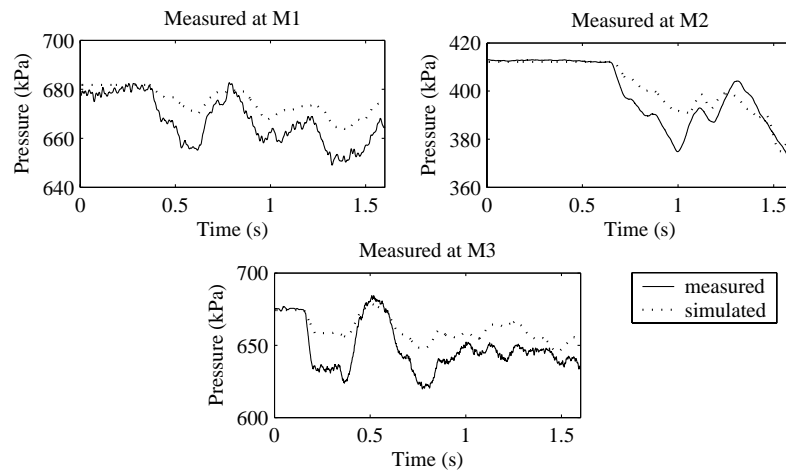 Measured at M1
700
680
660
640
Pressure (kPa)
0
0.5
1
1.5
Time (s)
Measured at M2
420
400
380
360
Pressure (kPa)
0
0.5
1
1.5
Time (s)
Measured at M3
700
650
600
Pressure (kPa)
0
0.5
1
1.5
Time (s)
measured
simulated